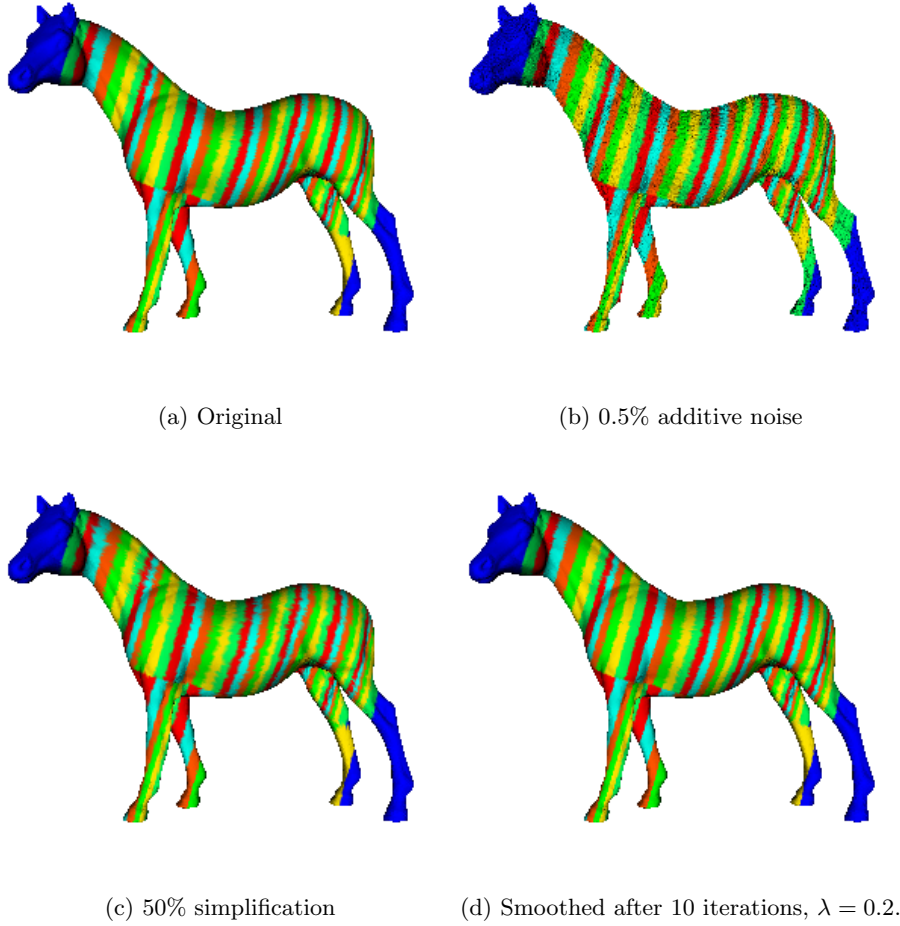 (a) Original
(b) 0.5% additive noise
(c) 50% simplification
(d) Smoothed after 10 iterations, λ = 0.2.